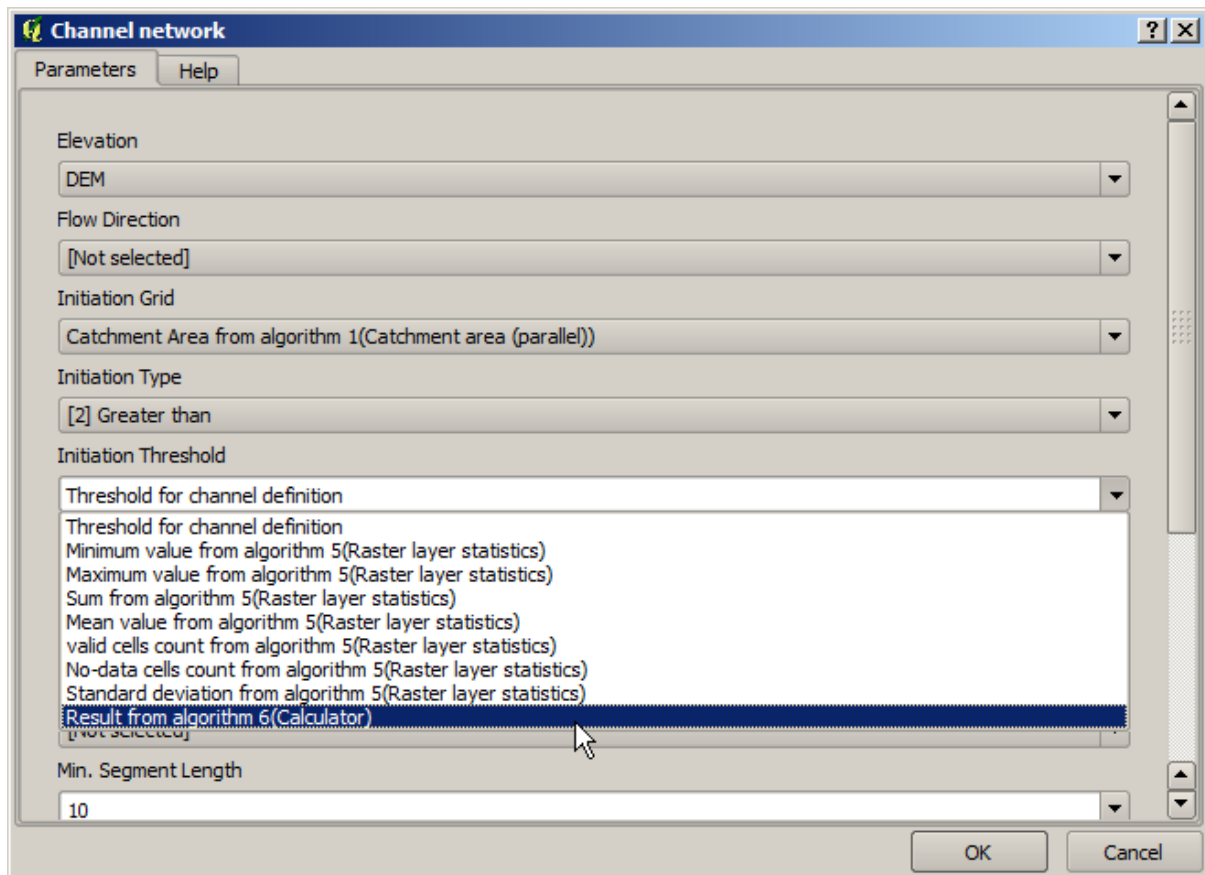 Channel network
Parameters Help
Elevation
DEM
Flow Direction
[Not selected]
Initiation Grid
Catchment Area from algorithm 1(Catchment area (parallel))
Initiation Type
[2] Greater than
Initiation Threshold
Threshold for channel definition
Threshold for channel definition
Minimum value from algorithm 5(Raster layer statistics)
Maximum value from algorithm 5(Raster layer statistics)
Sum from algorithm 5(Raster layer statistics)
Mean value from algorithm 5(Raster layer statistics)
valid cells count from algorithm 5(Raster layer statistics)
No-data cells count from algorithm 5(Raster layer statistics)
Standard deviation from algorithm 5(Raster layer statistics)
Result from algorithm 6(Calculator)
[Not selected]
Min. Segment Length
10
OK Cancel